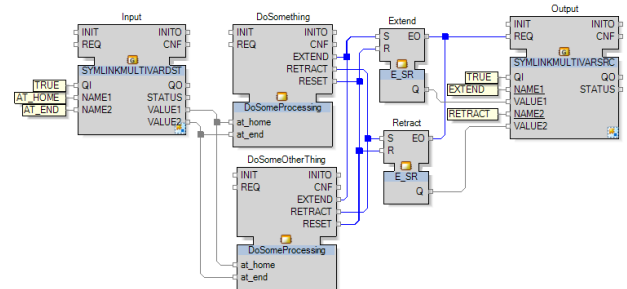 Input
INIT INITO
REQ CNF
SYMLINKMULTIVARDST
TRUE QI QO
AT_HOME NAME1 STATUS
AT_END NAME2 VALUE1
VALUE2
DoSomething
INIT INITO
REQ CNF
EXTEND
RETRACT
RESET
DoSomeProcessing
at_home
at_end
DoSomeOtherThing
INIT INITO
REQ CNF
EXTEND
RETRACT
RESET
DoSomeProcessing
at_home
at_end
Extend
S EO
R
E_SR
Q
Retract
S EO
R
E_SR
Q
Output
INIT INITO
REQ CNF
SYMLINKMULTIVARSRC
TRUE QI QO
EXTEND NAME1 STATUS
VALUE1
RETRACT NAME2
VALUE2